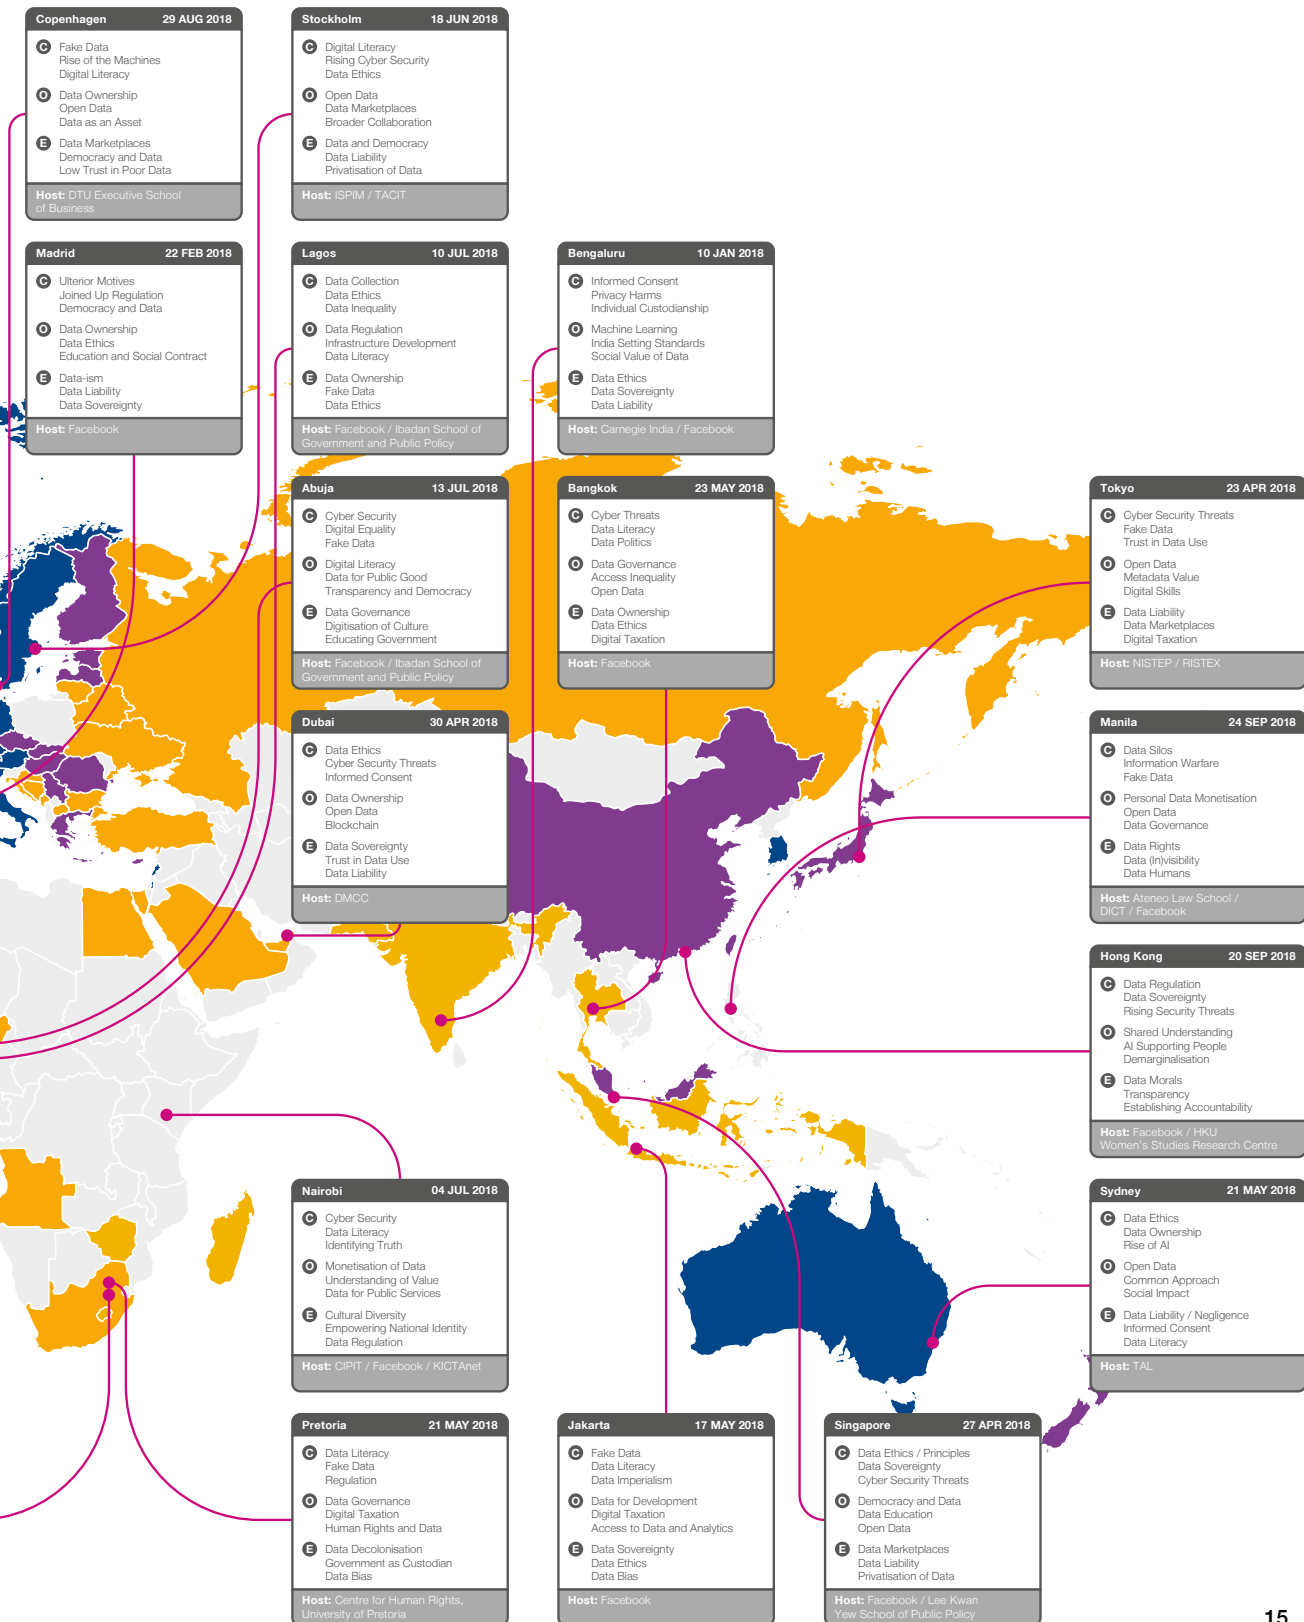 Copenhagen 29 AUG 2018
C Fake Data
Rise of the Machines
Digital Literacy
O Data Ownership
Open Data
Data as an Asset
E Data Marketplaces
Democracy and Data
Low Trust in Poor Data
Host: DTU Executive School
of Business
Stockholm 18 JUN 2018
C Digital Literacy
Rising Cyber Security
Data Ethics
O Open Data
Data Marketplaces
Broader Collaboration
E Data and Democracy
Data Liability
Privatisation of Data
Host: ISPIM / TACIT
Madrid 22 FEB 2018
C Ulterior Motives
Joined Up Regulation
Democracy and Data
O Data Ownership
Data Ethics
Education and Social Contract
E Data-ism
Data Liability
Data Sovereignty
Host: Facebook
Lagos 10 JUL 2018
C Data Collection
Data Ethics
Data Inequality
O Data Regulation
Infrastructure Development
Data Literacy
E Data Ownership
Fake Data
Data Ethics
Host: Facebook / Ibadan School of
Government and Public Policy
Bengaluru 10 JAN 2018
C Informed Consent
Privacy Harms
Individual Custodianship
O Machine Learning
India Setting Standards
Social Value of Data
E Data Ethics
Data Sovereignty
Data Liability
Host: Carnegie India / Facebook
Abuja 13 JUL 2018
C Cyber Security
Digital Equality
Fake Data
O Digital Literacy
Data for Public Good
Transparency and Democracy
E Data Governance
Digitisation of Culture
Educating Government
Host: Facebook / Ibadan School of
Government and Public Policy
Bangkok 23 MAY 2018
C Cyber Threats
Data Literacy
Data Politics
O Data Governance
Access Inequality
Open Data
E Data Ownership
Data Ethics
Digital Taxation
Host: Facebook
Tokyo 23 APR 2018
C Cyber Security Threats
Fake Data
Trust in Data Use
O Open Data
Metadata Value
Digital Skills
E Data Liability
Data Marketplaces
Digital Taxation
Host: NISTEP / RISTEX
Dubai 30 APR 2018
C Data Ethics
Cyber Security Threats
Informed Consent
O Data Ownership
Open Data
Blockchain
E Data Sovereignty
Trust in Data Use
Data Liability
Host: DMCC
Manila 24 SEP 2018
C Data Silos
Information Warfare
Fake Data
O Personal Data Monetisation
Open Data
Data Governance
E Data Rights
Data (In)visibility
Data Humans
Host: Ateneo Law School /
DICT / Facebook
Hong Kong 20 SEP 2018
C Data Regulation
Data Sovereignty
Rising Security Threats
O Shared Understanding
AI Supporting People
Demarginalisation
E Data Morals
Transparency
Establishing Accountability
Host: Facebook / HKU
Women's Studies Research Centre
Nairobi 04 JUL 2018
C Cyber Security
Data Literacy
Identifying Truth
O Monetisation of Data
Understanding of Value
Data for Public Services
E Cultural Diversity
Empowering National Identity
Data Regulation
Host: CIPIT / Facebook / KICTAnet
Sydney 21 MAY 2018
C Data Ethics
Data Ownership
Rise of AI
O Open Data
Common Approach
Social Impact
E Data Liability / Negligence
Informed Consent
Data Literacy
Host: TAL
Pretoria 21 MAY 2018
C Data Literacy
Fake Data
Regulation
O Data Governance
Digital Taxation
Human Rights and Data
E Data Decolonisation
Government as Custodian
Data Bias
Host: Centre for Human Rights,
University of Pretoria
Jakarta 17 MAY 2018
C Fake Data
Data Literacy
Data Imperialism
O Data for Development
Digital Taxation
Access to Data and Analytics
E Data Sovereignty
Data Ethics
Data Bias
Host: Facebook
Singapore 27 APR 2018
C Data Ethics / Principles
Data Sovereignty
Cyber Security Threats
O Democracy and Data
Data Education
Open Data
E Data Marketplaces
Data Liability
Privatisation of Data
Host: Facebook / Lee Kwan
Yew School of Public Policy
15